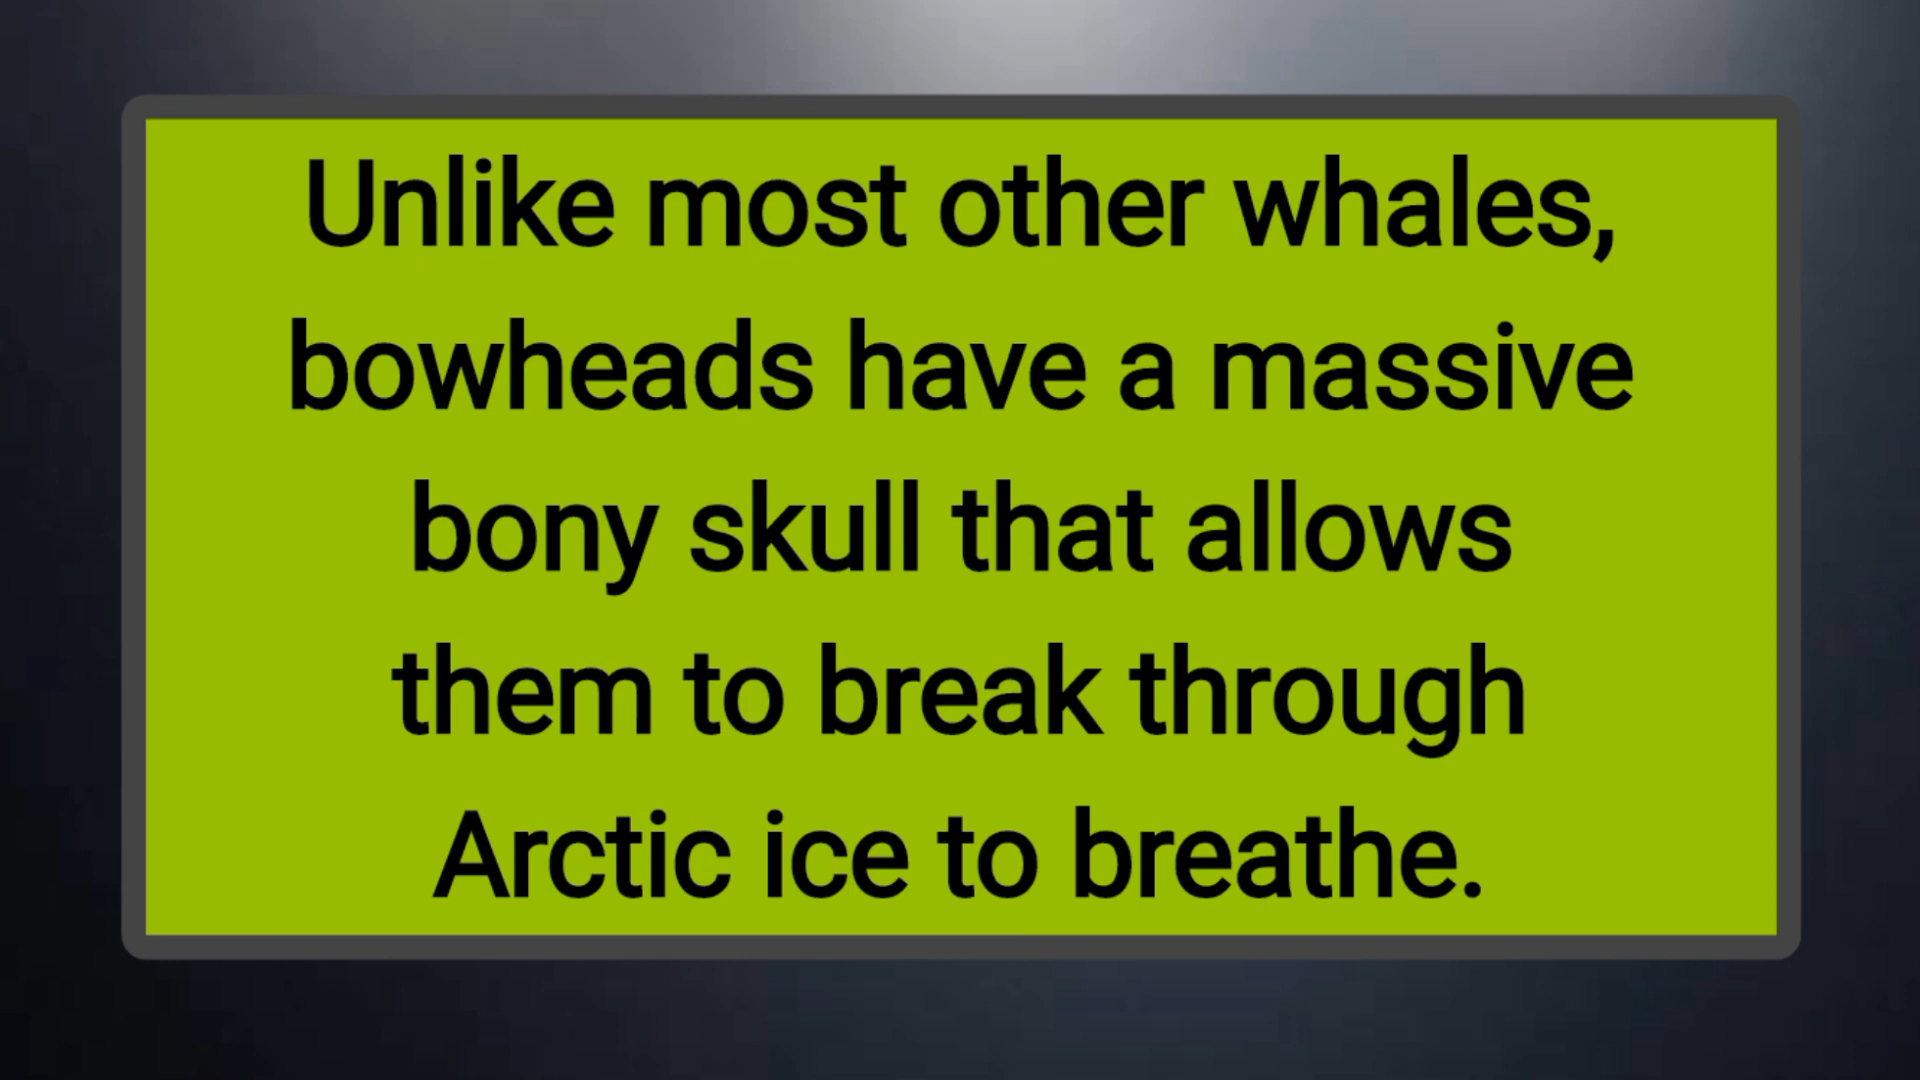 Unlike most other whales,
bowheads have a massive
bony skull that allows
them to break through
Arctic ice to breathe.